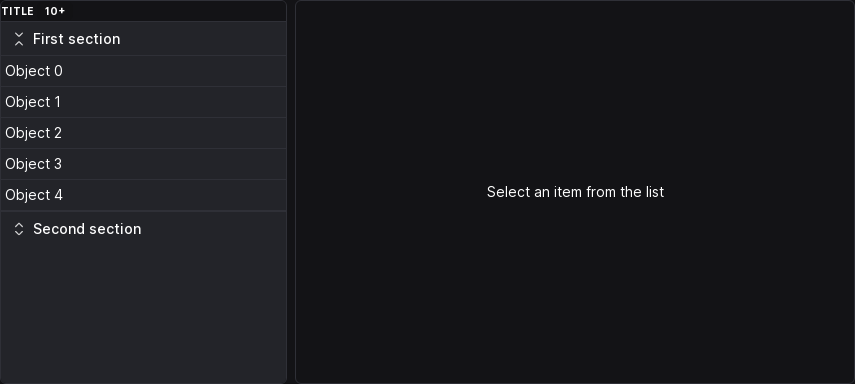 TITLE 10+
First section
Object 0
Object 1
Object 2
Object 3
Object 4
Second section
Select an item from the list